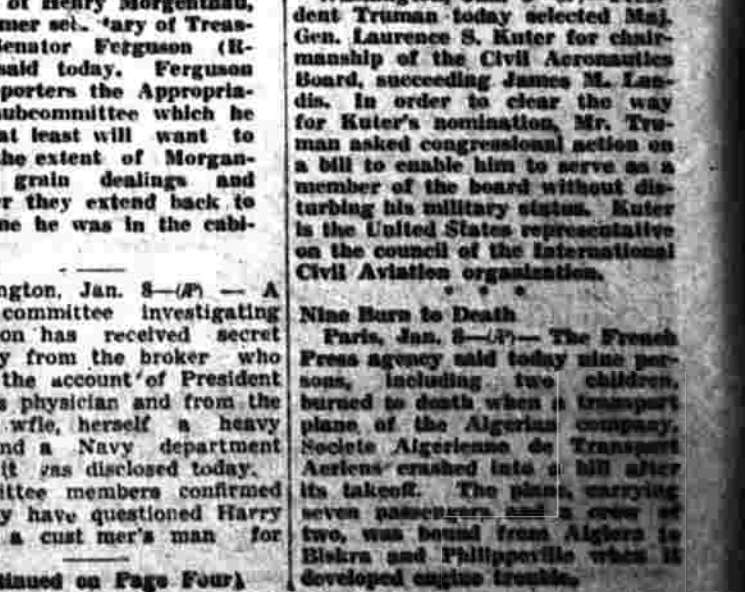 of Henry Morgenthau,
mer sec. tary of Treas-
Senator Ferguson (R-
said today. Ferguson
porters the Appropria-
subcommittee which he
at least will want to
the extent of Morgan-
grain dealings and
r they extend back to
me he was in the cabi-
ngton, Jan. 8—(AP) — A
committee investigating
on has received secret
y from the broker who
the account of President
s physician and from the
wfie, herself a heavy
nd a Navy department
it was disclosed today.
ittee members confirmed
y have questioned Harry
a cust mer's man for
tinued on Page Four)
dent Truman today selected Maj.
Gen. Laurence S. Kuter for chair-
manship of the Civil Aeronautics
Board, succeeding James M. Lan-
dis. In order to clear the way
for Kuter's nomination, Mr. Tru-
man asked congressional action on
a bill to enable him to serve as a
member of the board without dis-
turbing his military status. Kuter
is the United States representative
on the council of the International
Civil Aviation organization.
* * *
Nine Burn to Death
Paris, Jan. 8—(AP)— The French
Press agency said today nine per-
sons, including two children,
burned to death when a transport
plane of the Algerian company,
Societe Algerienne de Transport
Aeriens crashed into a hill after
its takeoff. The plane, carrying
seven passengers and a crew of
two, was bound from Algiers to
Biskra and Philippeville when it
developed engine trouble.